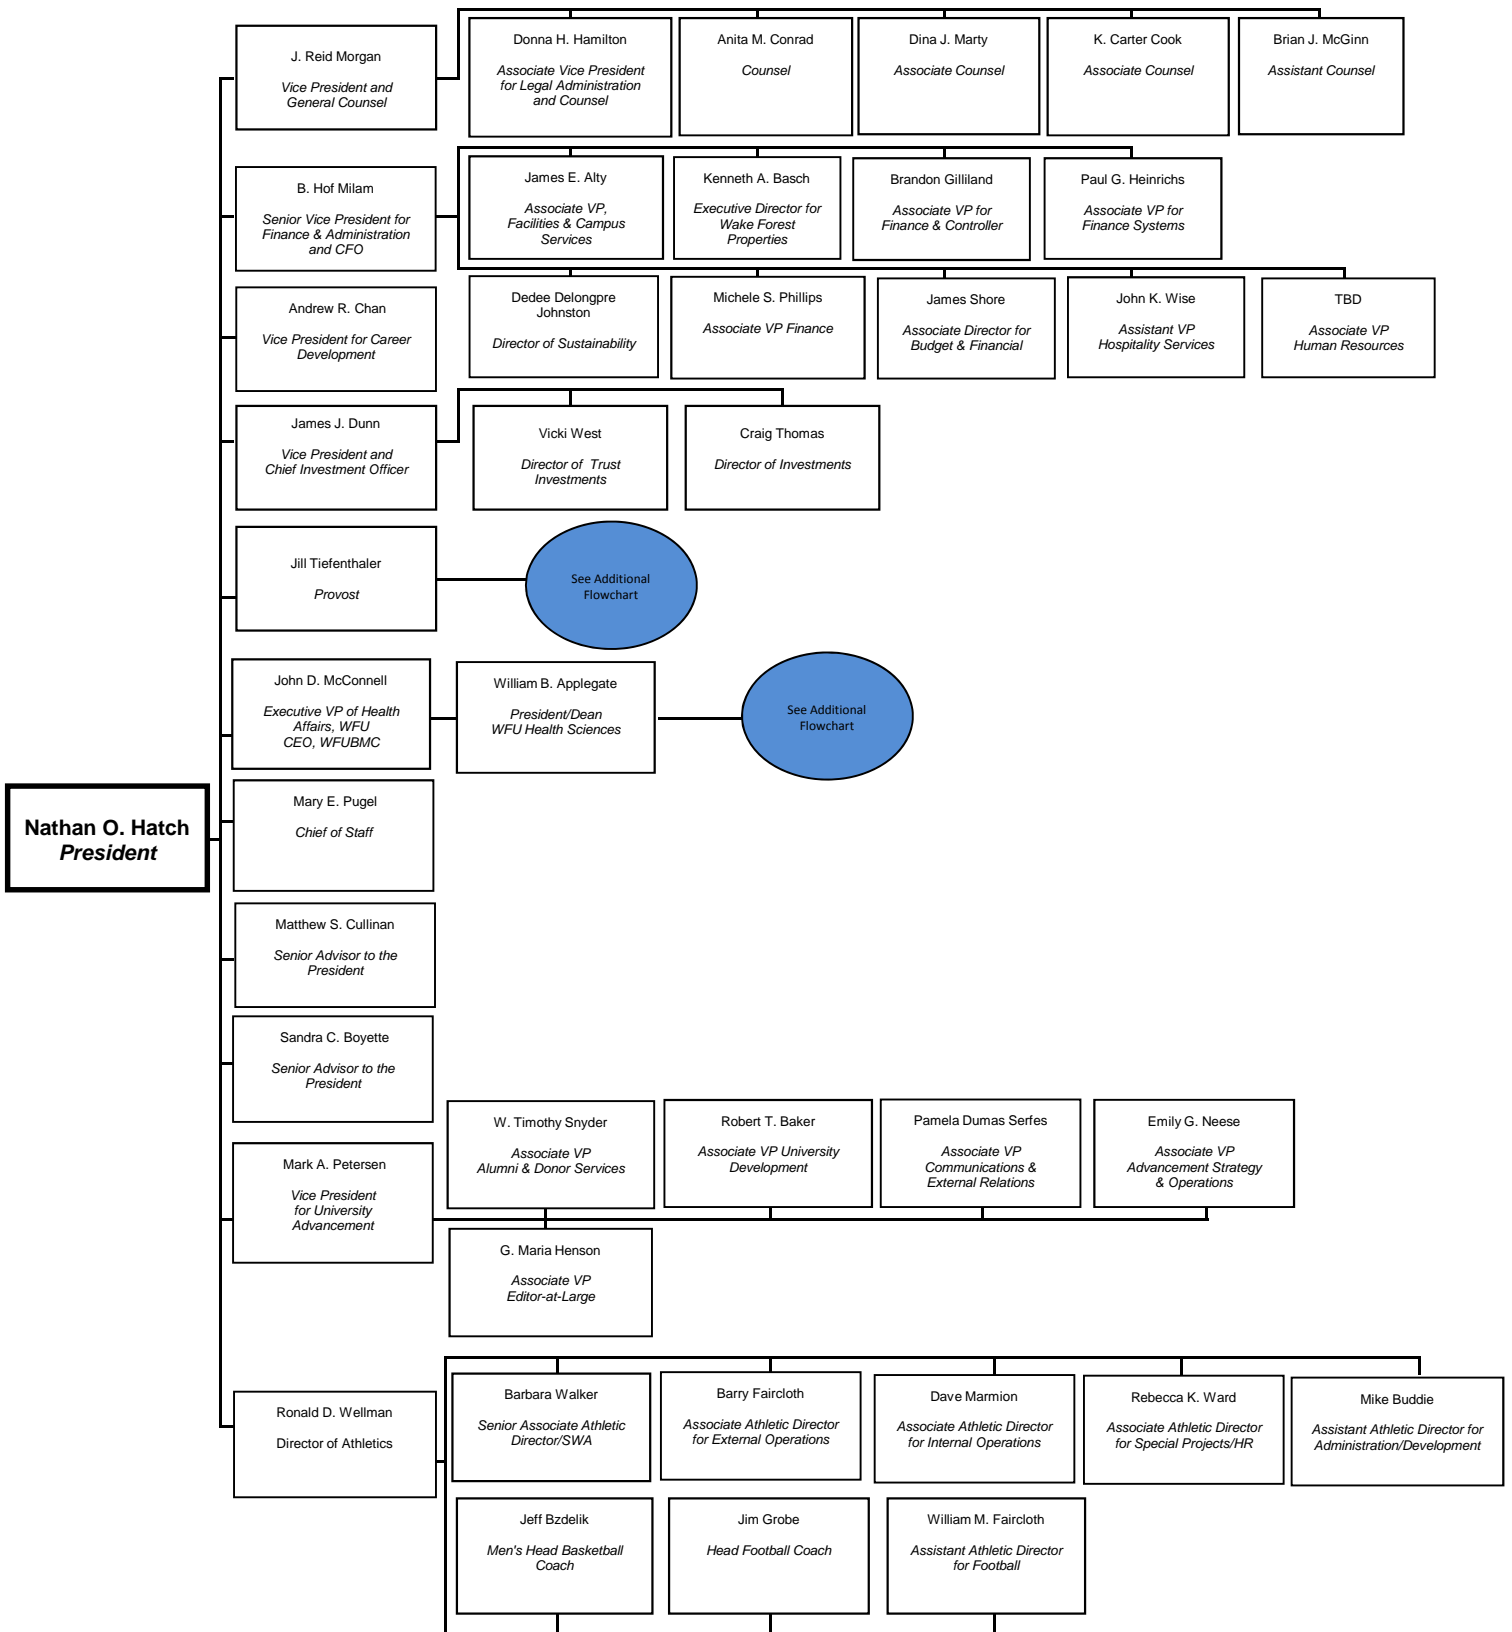 J. Reid Morgan
Vice President and
General Counsel
Donna H. Hamilton
Associate Vice President
for Legal Administration
and Counsel
Anita M. Conrad
Counsel
Dina J. Marty
Associate Counsel
K. Carter Cook
Associate Counsel
Brian J. McGinn
Assistant Counsel
B. Hof Milam
Senior Vice President for
Finance & Administration
and CFO
James E. Alty
Associate VP,
Facilities & Campus
Services
Kenneth A. Basch
Executive Director for
Wake Forest
Properties
Brandon Gilliland
Associate VP for
Finance & Controller
Paul G. Heinrichs
Associate VP for
Finance Systems
Dedee Delongpre
Johnston
Director of Sustainability
Michele S. Phillips
Associate VP Finance
James Shore
Associate Director for
Budget & Financial
John K. Wise
Assistant VP
Hospitality Services
TBD
Associate VP
Human Resources
Andrew R. Chan
Vice President for Career
Development
James J. Dunn
Vice President and
Chief Investment Officer
Vicki West
Director of  Trust
Investments
Craig Thomas
Director of Investments
Jill Tiefenthaler
Provost
See Additional
Flowchart
John D. McConnell
Executive VP of Health
Affairs, WFU
CEO, WFUBMC
William B. Applegate
President/Dean
WFU Health Sciences
See Additional
Flowchart
Mary E. Pugel
Chief of Staff
Nathan O. Hatch
President
Matthew S. Cullinan
Senior Advisor to the
President
Sandra C. Boyette
Senior Advisor to the
President
Mark A. Petersen
Vice President
for University
Advancement
W. Timothy Snyder
Associate VP
Alumni & Donor Services
Robert T. Baker
Associate VP University
Development
Pamela Dumas Serfes
Associate VP
Communications &
External Relations
Emily G. Neese
Associate VP
Advancement Strategy
& Operations
G. Maria Henson
Associate VP
Editor-at-Large
Ronald D. Wellman
Director of Athletics
Barbara Walker
Senior Associate Athletic
Director/SWA
Barry Faircloth
Associate Athletic Director
for External Operations
Dave Marmion
Associate Athletic Director
for Internal Operations
Rebecca K. Ward
Associate Athletic Director
for Special Projects/HR
Mike Buddie
Assistant Athletic Director for
Administration/Development
Jeff Bzdelik
Men's Head Basketball
Coach
Jim Grobe
Head Football Coach
William M. Faircloth
Assistant Athletic Director
for Football